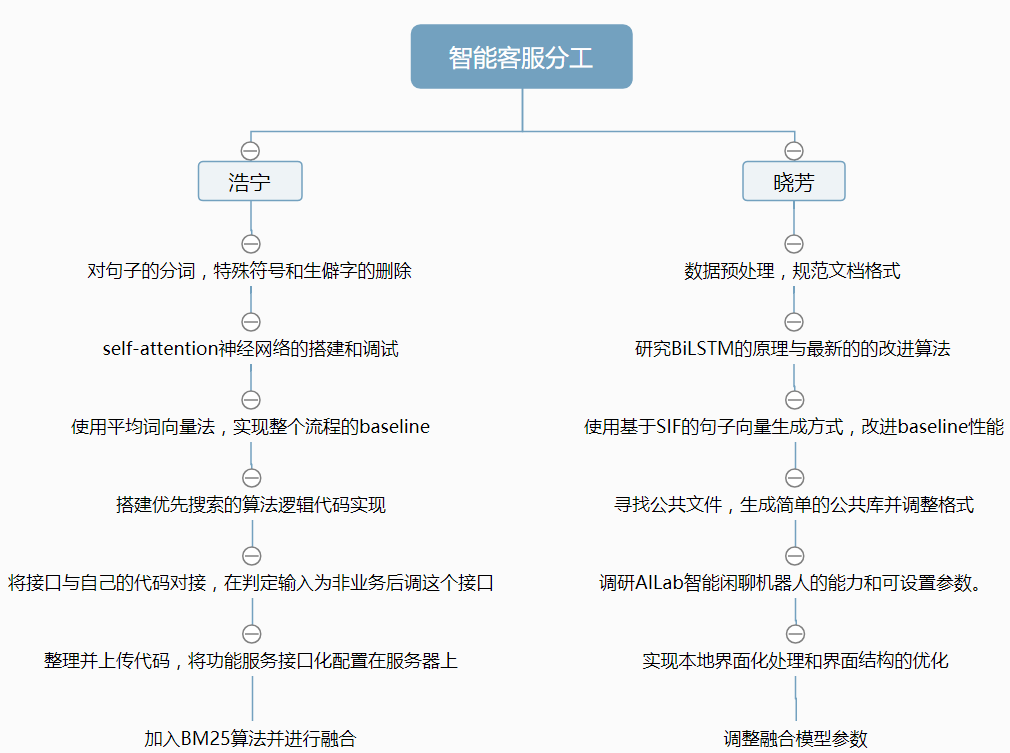 智能客服分工
浩宁
晓芳
对句子的分词，特殊符号和生僻字的删除
数据预处理，规范文档格式
self-attention神经网络的搭建和调试
研究BiLSTM的原理与最新的的改进算法
使用平均词向量法，实现整个流程的baseline
使用基于SIF的句子向量生成方式，改进baseline性能
搭建优先搜索的算法逻辑代码实现
寻找公共文件，生成简单的公共库并调整格式
将接口与自己的代码对接，在判定输入为非业务后调这个接口
调研AILab智能闲聊机器人的能力和可设置参数。
整理并上传代码，将功能服务接口化配置在服务器上
实现本地界面化处理和界面结构的优化
加入BM25算法并进行融合
调整融合模型参数